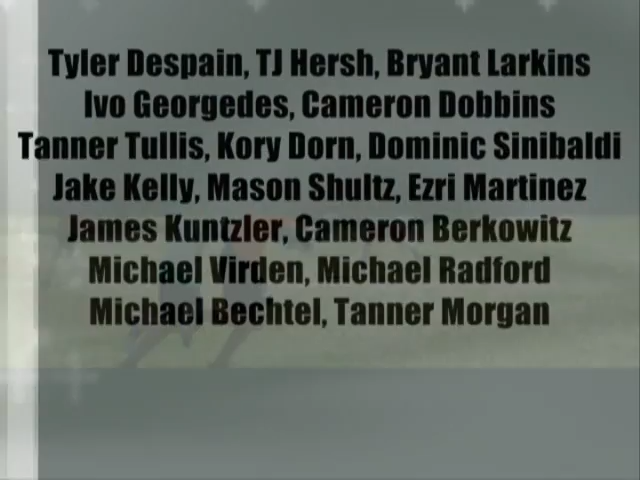 Tyler Despain, TJ Hersh, Bryant Larkins
Ivo Georgedes, Cameron Dobbins
Tanner Tullis, Kory Dorn, Dominic Sinibaldi
Jake Kelly, Mason Shultz, Ezri Martinez
James Kuntzler, Cameron Berkowitz
Michael Virden, Michael Radford
Michael Bechtel, Tanner Morgan